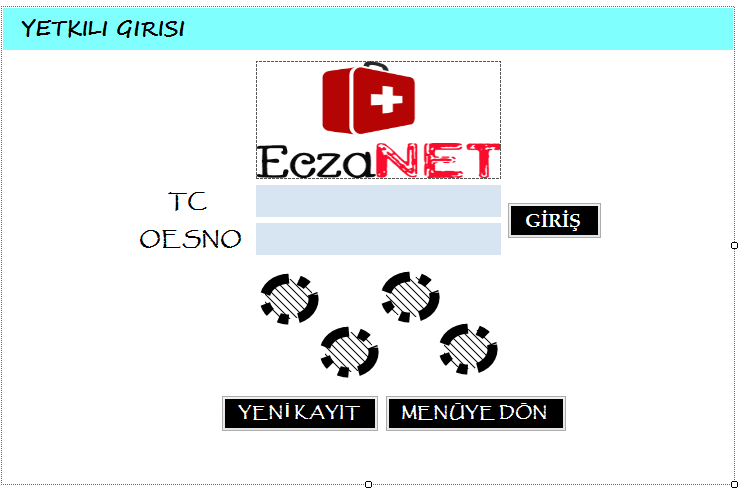 YETKILI GIRISI
EczaNET
TC
OESNO
GİRİŞ
YENİ KAYIT
MENÜYE DÖN